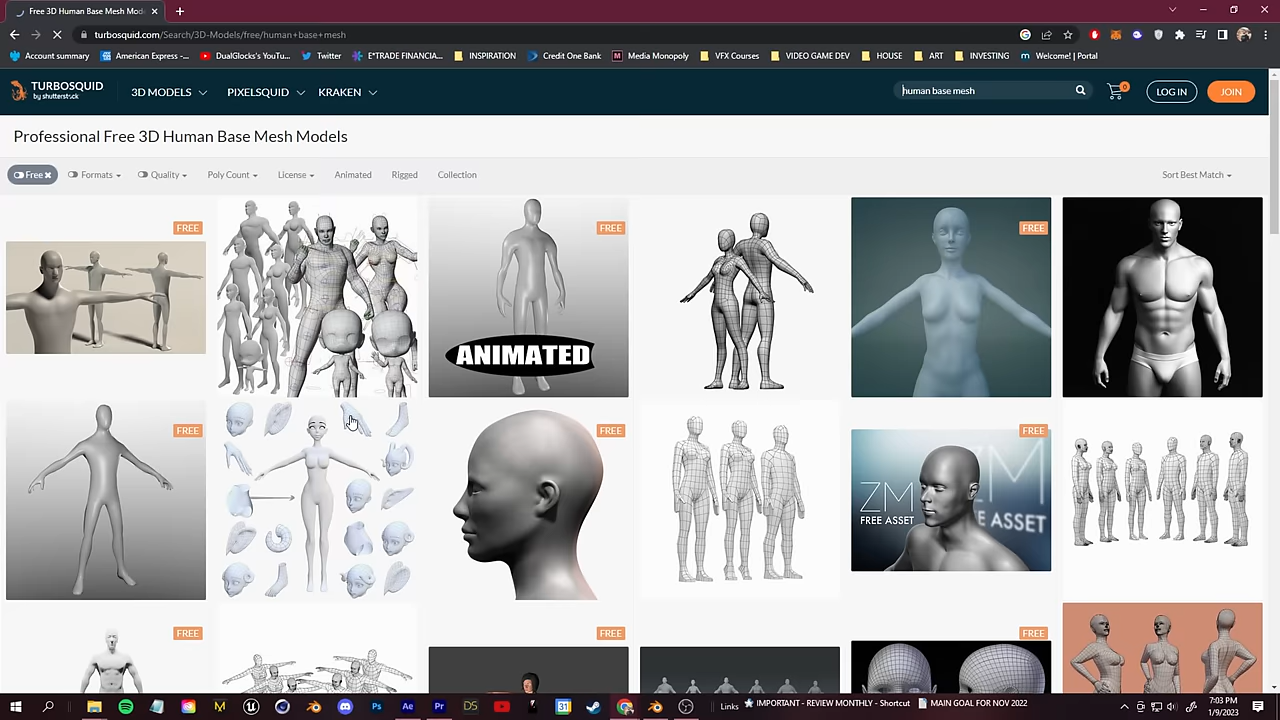 Free 3D Human Base Mesh Mode
turbosquid.com/Search/3D-Models/free/human+base+mesh
Account summary
American Express -...
DualGlocks's YouTu...
Twitter
E*TRADE FINANCIA...
INSPIRATION
Credit One Bank
Media Monopoly
VFX Courses
VIDEO GAME DEV
HOUSE
ART
INVESTING
Welcome! | Portal
TURBOSQUID
by shutterstock
3D MODELS
PIXELSQUID
KRAKEN
human base mesh
0
LOG IN
JOIN
Professional Free 3D Human Base Mesh Models
Free
Formats
Quality
Poly Count
License
Animated
Rigged
Collection
Sort Best Match
FREE
FREE
FREE
ANIMATED
FREE
FREE
FREE
ZM
FREE ASSET
ZM
FREE ASSET
FREE
FREE
FREE
Links
IMPORTANT - REVIEW MONTHLY - Shortcut
MAIN GOAL FOR NOV 2022
7:03 PM
1/9/2023